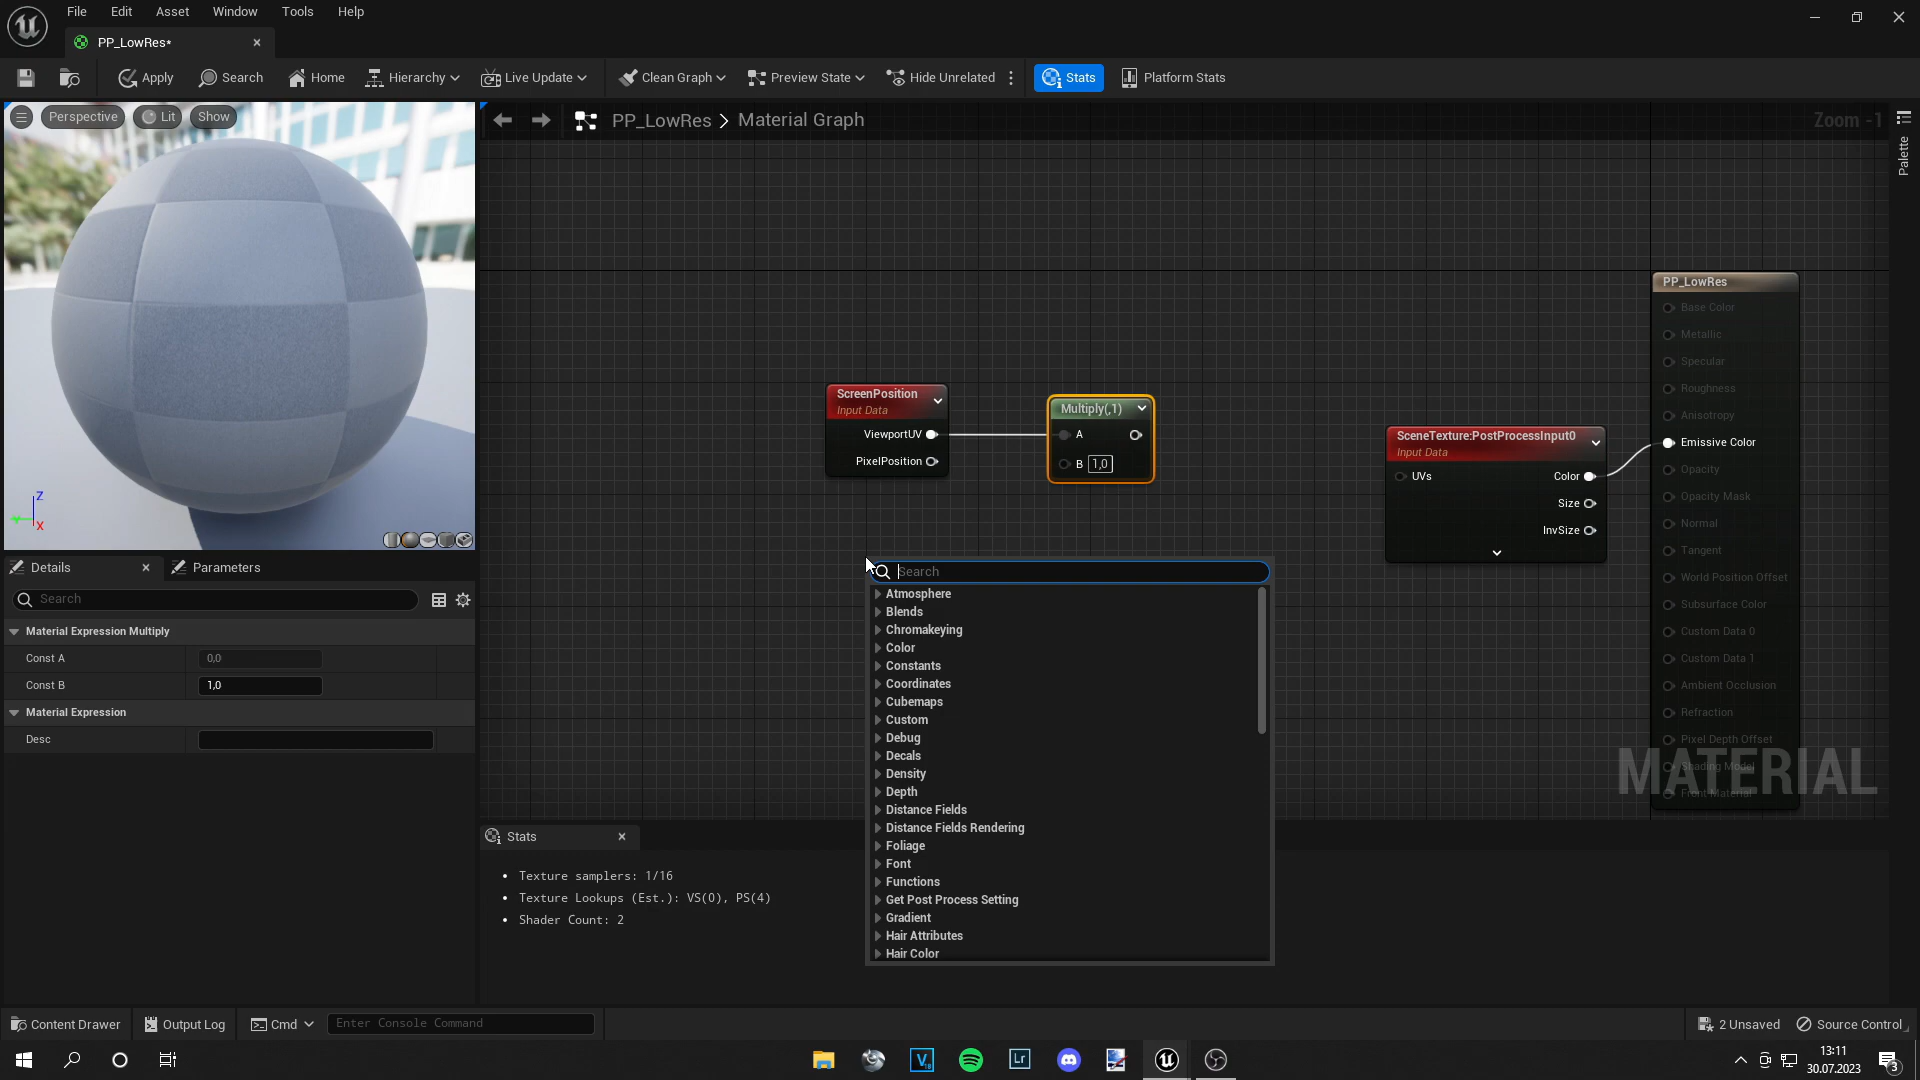 File Edit Asset Window Tools Help
PP_LowRes*
Apply Search Home Hierarchy Live Update Clean Graph Preview State Hide Unrelated Stats Platform Stats
Perspective Lit Show
PP_LowRes > Material Graph
Zoom -1
Palette
PP_LowRes
Base Color
Metallic
Specular
Roughness
Anisotropy
Emissive Color
Opacity
Opacity Mask
Normal
Tangent
World Position Offset
Subsurface Color
Custom Data 0
Custom Data 1
Ambient Occlusion
Refraction
Pixel Depth Offset
Shading Model
Front Material
MATERIAL
ScreenPosition
Input Data
ViewportUV
PixelPosition
Multiply(,1)
A
B 1,0
SceneTexture:PostProcessInput0
Input Data
UVs Color
Size
InvSize
Z
Y
X
Search
Atmosphere
Blends
Chromakeying
Color
Constants
Coordinates
Cubemaps
Custom
Debug
Decals
Density
Depth
Distance Fields
Distance Fields Rendering
Foliage
Font
Functions
Get Post Process Setting
Gradient
Hair Attributes
Hair Color
Details Parameters
Search
Material Expression Multiply
Const A 0,0
Const B 1,0
Material Expression
Desc
Stats
Texture samplers: 1/16
Texture Lookups (Est.): VS(0), PS(4)
Shader Count: 2
Content Drawer Output Log Cmd Enter Console Command
2 Unsaved Source Control
V
18
Lr
13:11
30.07.2023
3